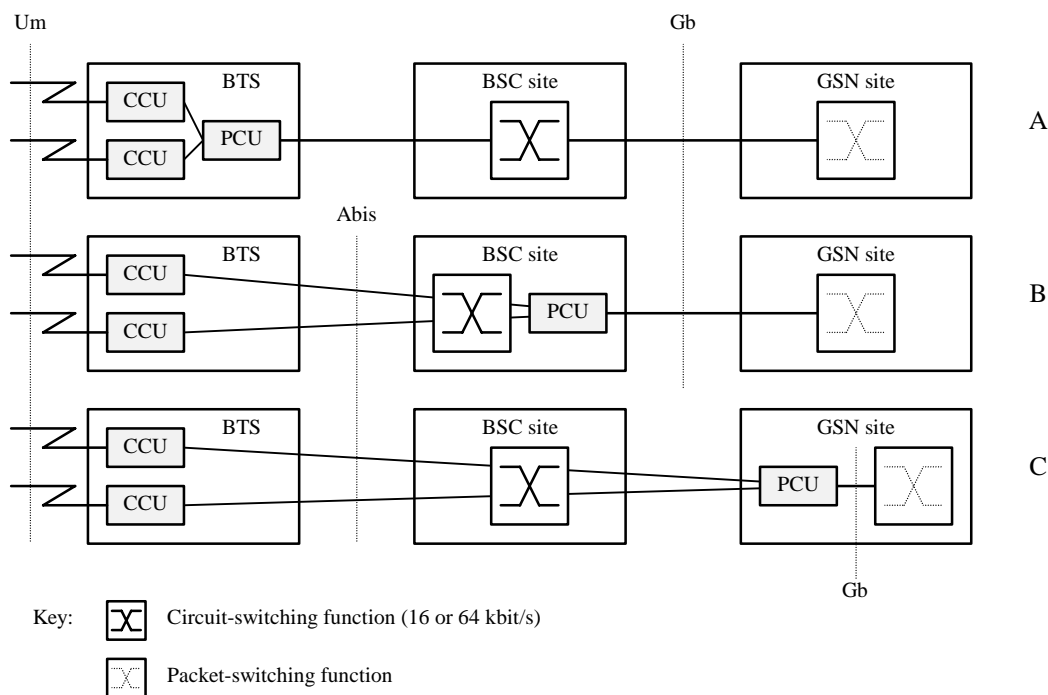 Um
Gb
BTS
BSC site
GSN site
CCU
CCU
PCU
A
Abis
BTS
BSC site
GSN site
CCU
CCU
PCU
B
BTS
BSC site
GSN site
CCU
CCU
PCU
C
Gb
Key:
Circuit-switching function (16 or 64 kbit/s)
Packet-switching function